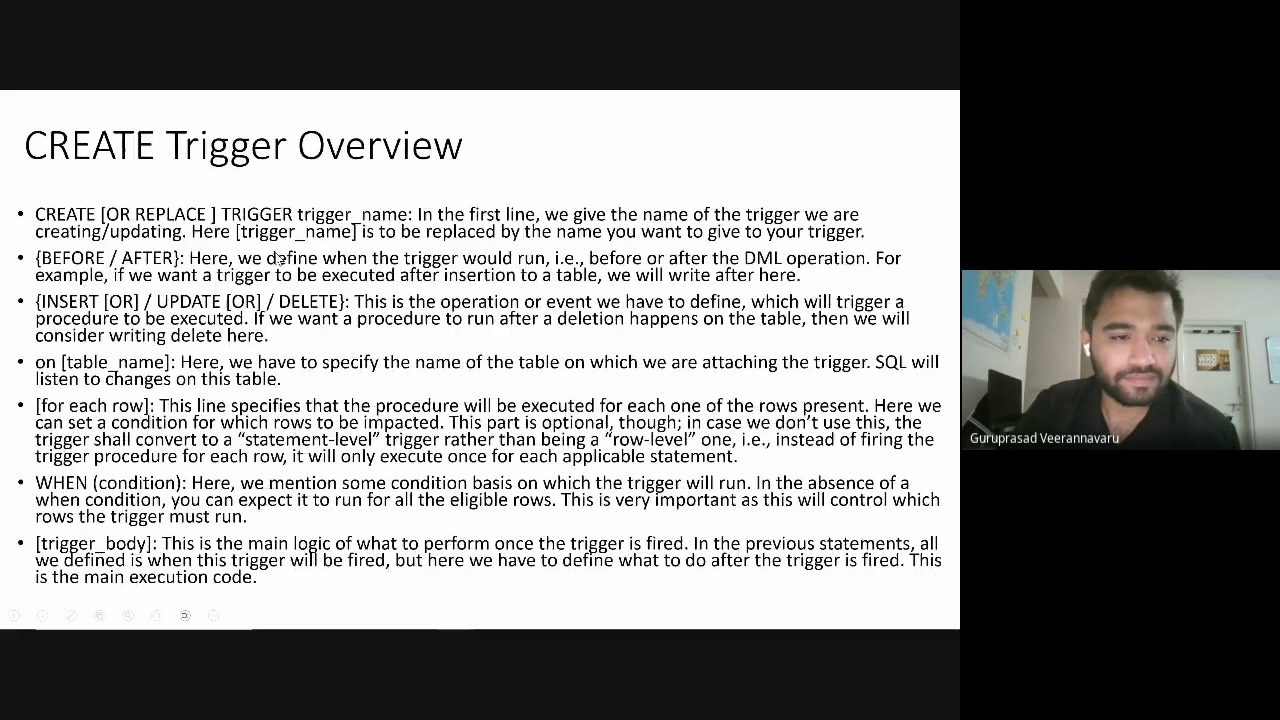 CREATE Trigger Overview
• CREATE [OR REPLACE ] TRIGGER trigger_name: In the first line, we give the name of the trigger we are
creating/updating. Here [trigger_name] is to be replaced by the name you want to give to your trigger.
• {BEFORE / AFTER}: Here, we define when the trigger would run, i.e., before or after the DML operation. For
example, if we want a trigger to be executed after insertion to a table, we will write after here.
• {INSERT [OR] / UPDATE [OR] / DELETE}: This is the operation or event we have to define, which will trigger a
procedure to be executed. If we want a procedure to run after a deletion happens on the table, then we will
consider writing delete here.
• on [table_name]: Here, we have to specify the name of the table on which we are attaching the trigger. SQL will
listen to changes on this table.
• [for each row]: This line specifies that the procedure will be executed for each one of the rows present. Here we
can set a condition for which rows to be impacted. This part is optional, though; in case we don’t use this, the
trigger shall convert to a “statement-level” trigger rather than being a “row-level” one, i.e., instead of firing the
trigger procedure for each row, it will only execute once for each applicable statement.
• WHEN (condition): Here, we mention some condition basis on which the trigger will run. In the absence of a
when condition, you can expect it to run for all the eligible rows. This is very important as this will control which
rows the trigger must run.
• [trigger_body]: This is the main logic of what to perform once the trigger is fired. In the previous statements, all
we defined is when this trigger will be fired, but here we have to define what to do after the trigger is fired. This
is the main execution code.
WHO
Guruprasad Veerannavaru